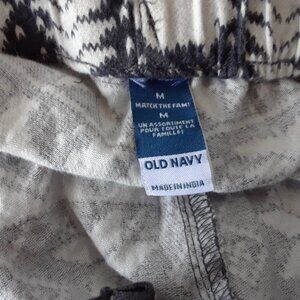 M
MATCH THE FAM!
M
UN ASSORTIMENT
POUR TOUTE LA
FAMILLE!
OLD NAVY
MADE IN INDIA